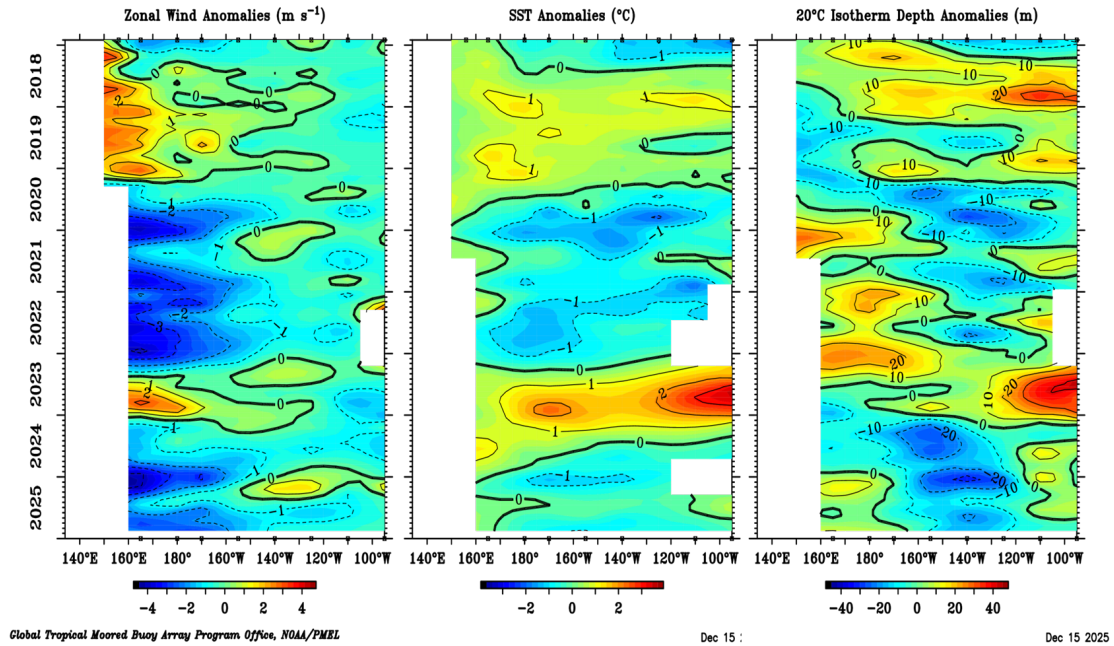 Zonal Wind Anomalies (m s⁻¹)
SST Anomalies (°C)
20°C Isotherm Depth Anomalies (m)
2018
2019
2020
2021
2022
2023
2024
2025
140°E 160°E 180° 160°W 140°W 120°W 100°W
140°E 160°E 180° 160°W 140°W 120°W 100°W
140°E 160°E 180° 160°W 140°W 120°W 100°W
-4 -2 0 2 4
-2 0 2
-40 -20 0 20 40
Global Tropical Moored Buoy Array Program Office, NOAA/PMEL
Dec 15 :
Dec 15 2025